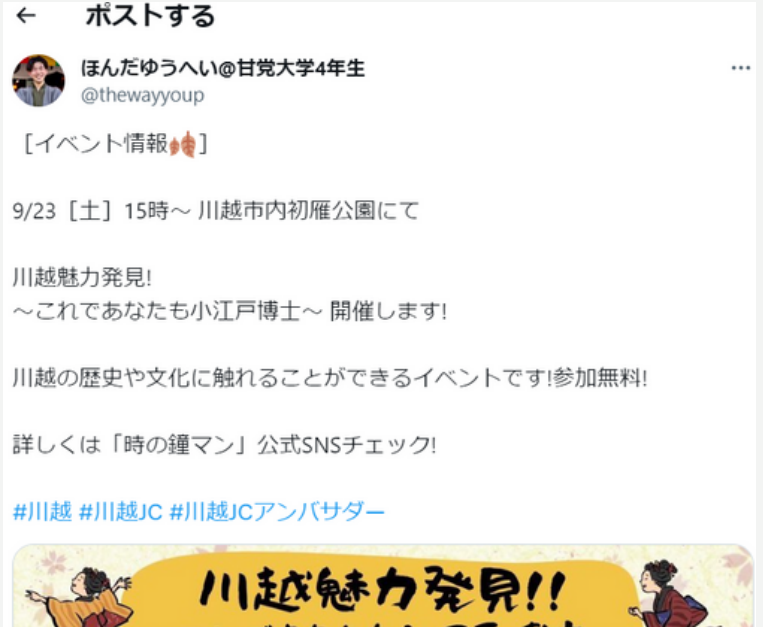 ← ポストする
ほんだゆうへい@甘党大学4年生
@thewayyoup
［イベント情報🍂］
9/23［土］15時〜 川越市内初雁公園にて
川越魅力発見!
〜これであなたも小江戸博士〜 開催します!
川越の歴史や文化に触れることができるイベントです!参加無料!
詳しくは「時の鐘マン」公式SNSチェック!
#川越 #川越JC #川越JCアンバサダー
川越魅力発見!!